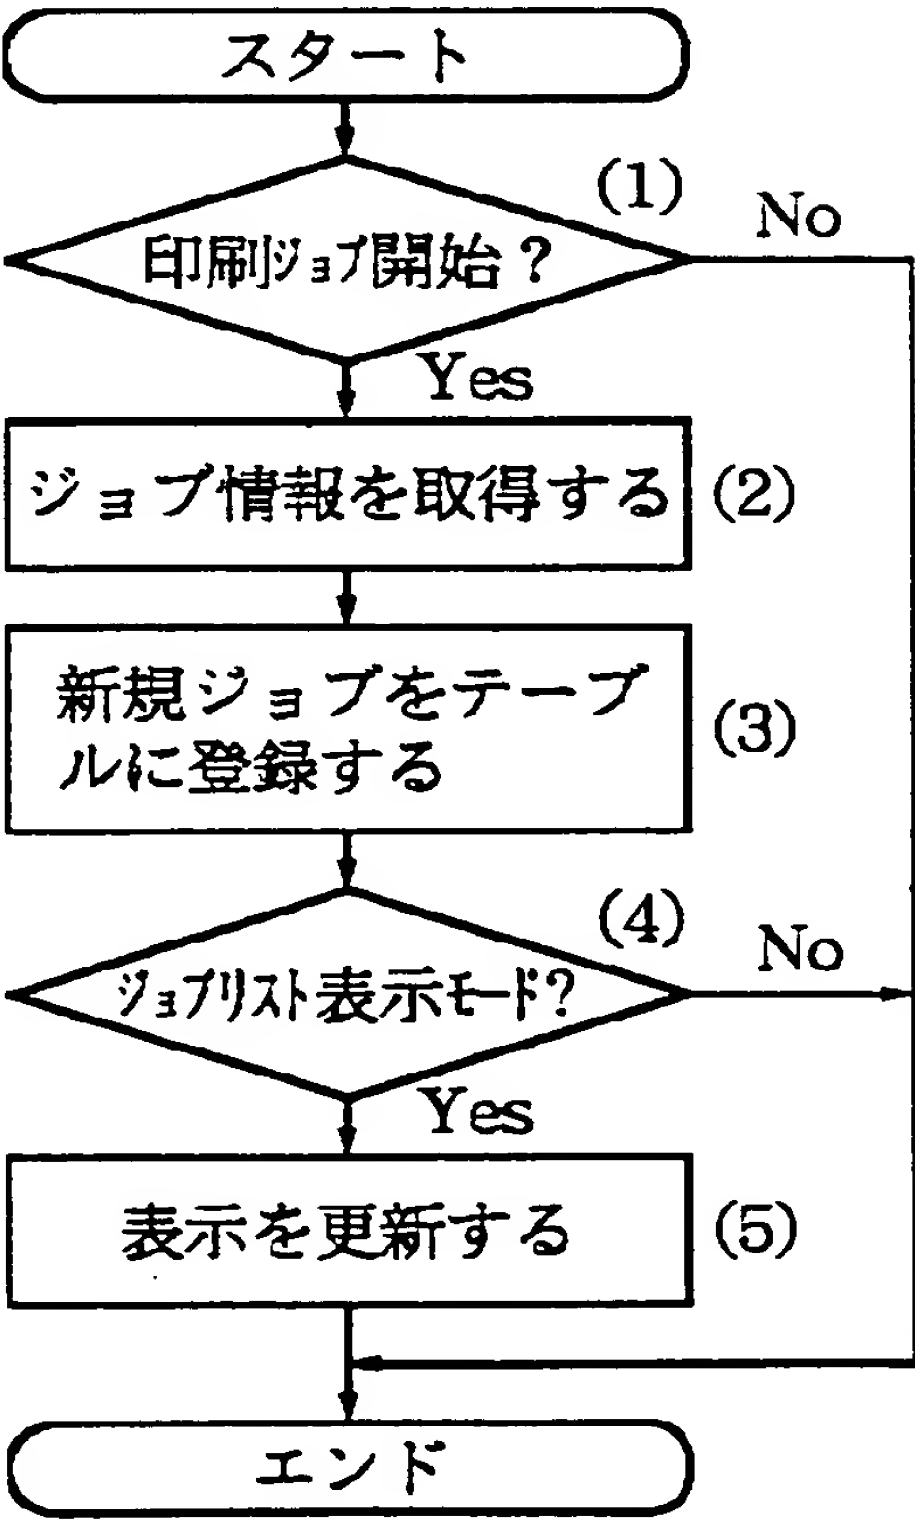 スタート
(1)
No
印刷ジョブ開始?
Yes
ジョブ情報を取得する
(2)
新規ジョブをテーブ
ルに登録する
(3)
(4)
No
ジョブリスト表示モード?
Yes
表示を更新する
(5)
エンド